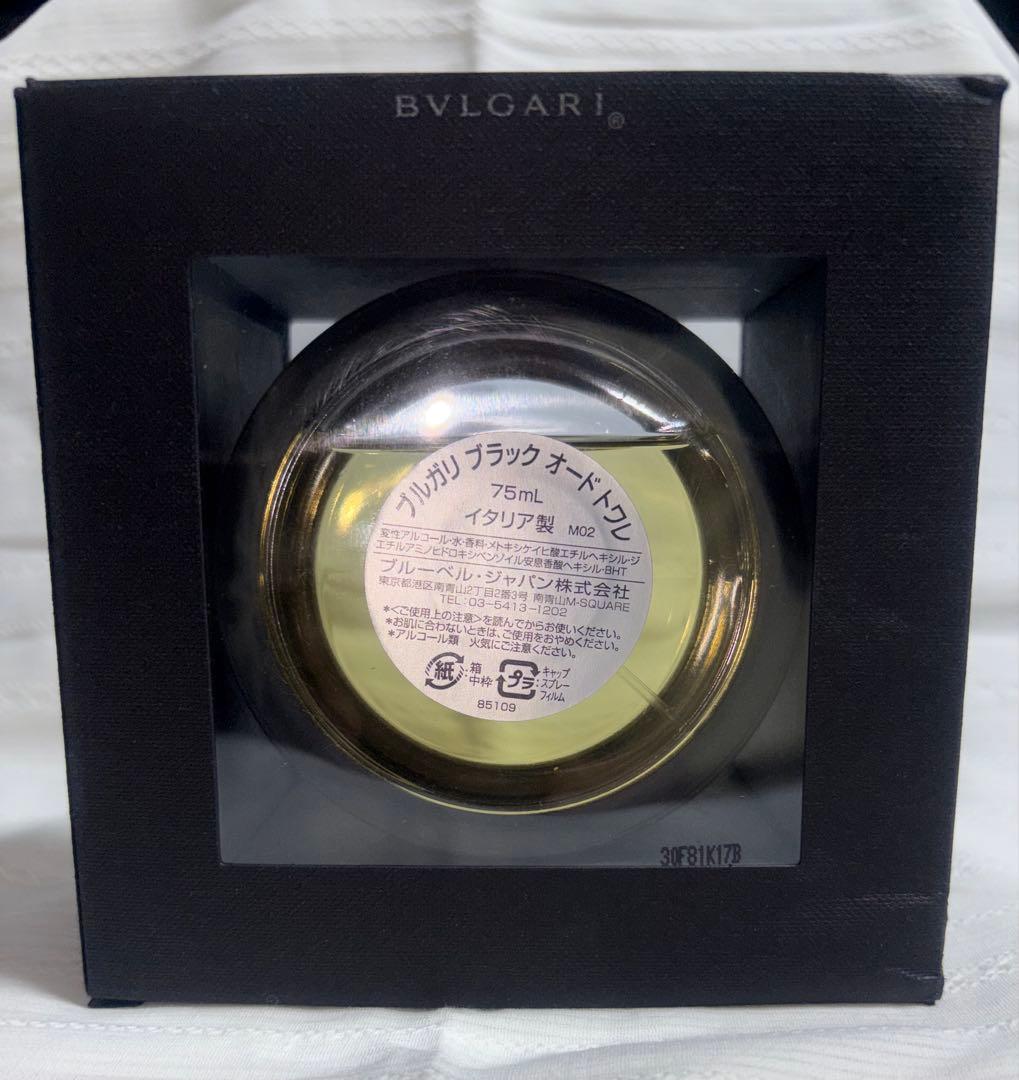 BVLGARI®
ブルガリ ブラック オードトワレ
75mL
イタリア製 M02
変性アルコール・水・香料・メトキシケイヒ酸エチルヘキシル・ジ
エチルアミノヒドロキシベンゾイル安息香酸ヘキシル・BHT
ブルーベル・ジャパン株式会社
東京都港区南青山2丁目2番3号 南青山M-SQUARE
TEL:03-5413-1202
*<ご使用上の注意>を読んでからお使いください。
*お肌に合わないときは、ご使用をおやめください。
*アルコール類 火気にご注意ください。
紙:箱
中枠
プラ:キャップ
スプレー
フィルム
85109
30F81K17B